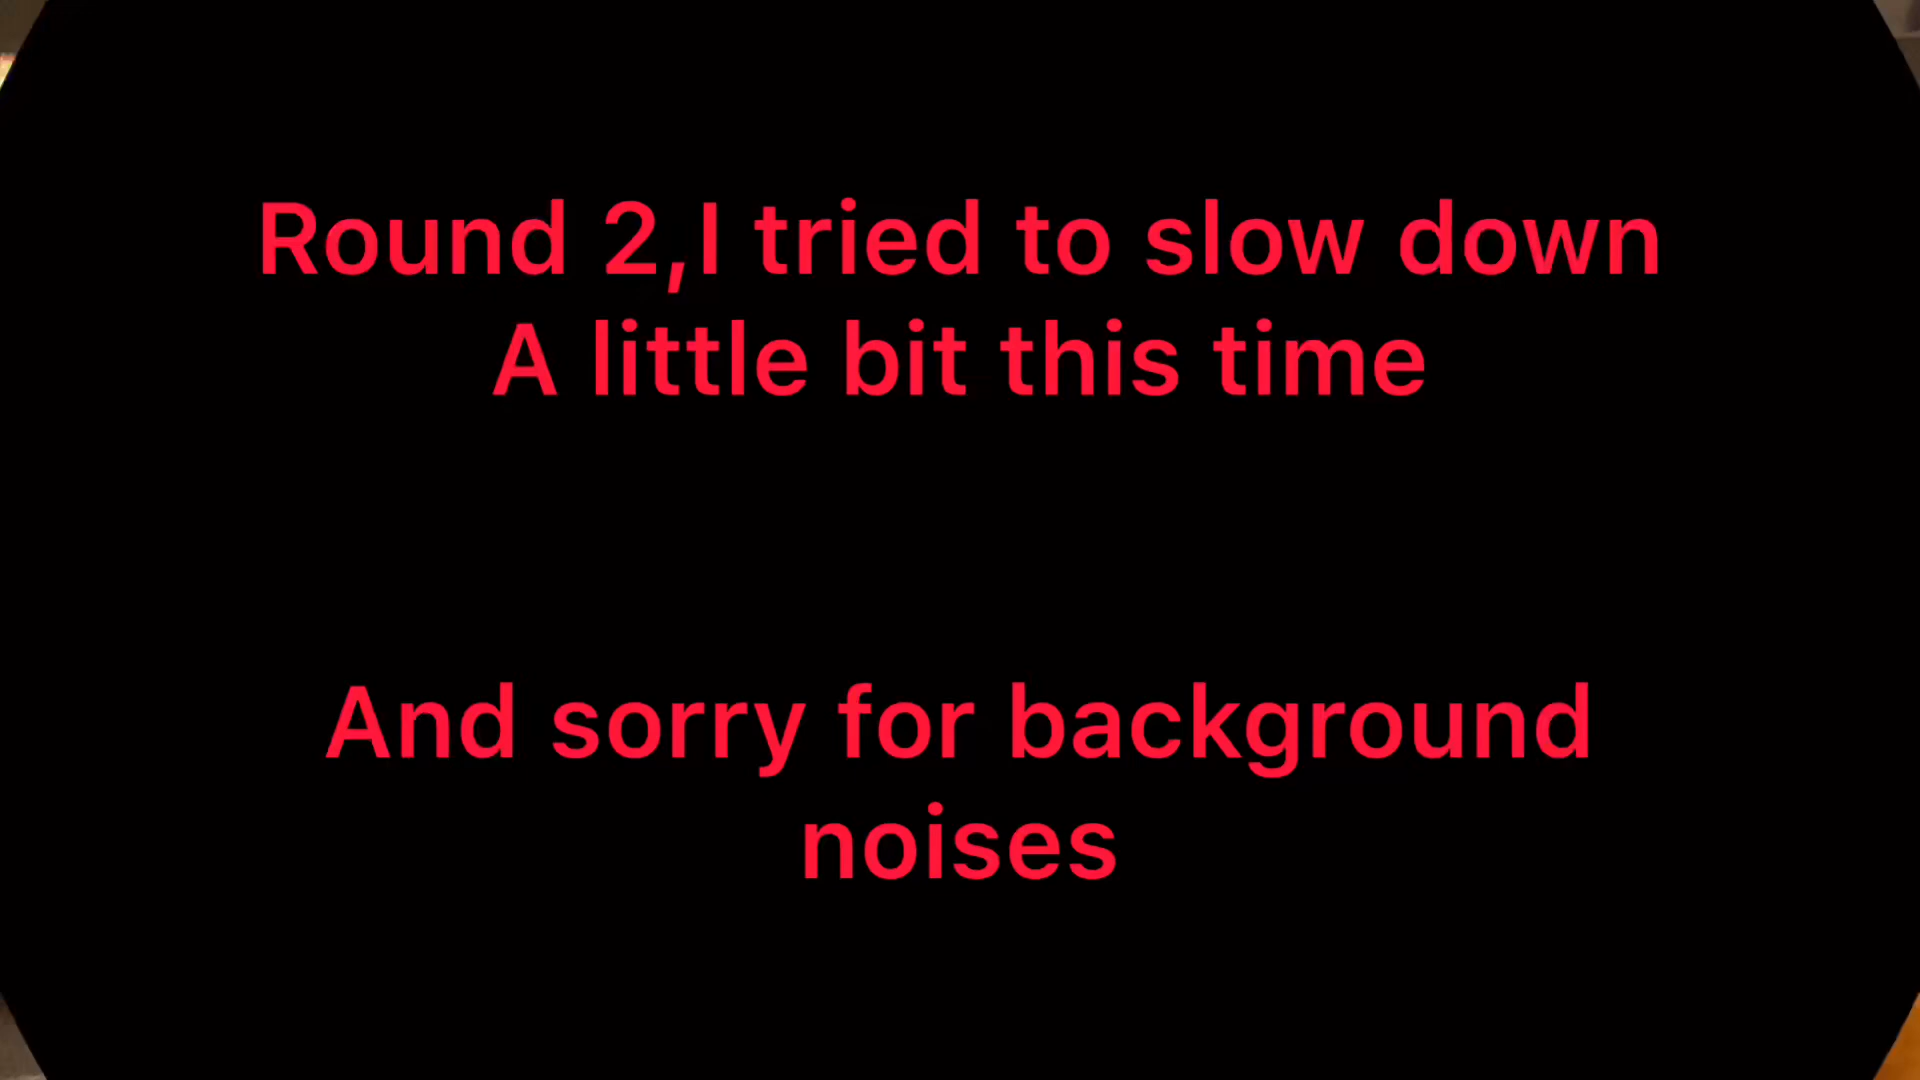 Round 2,I tried to slow down
A little bit this time
And sorry for background
noises